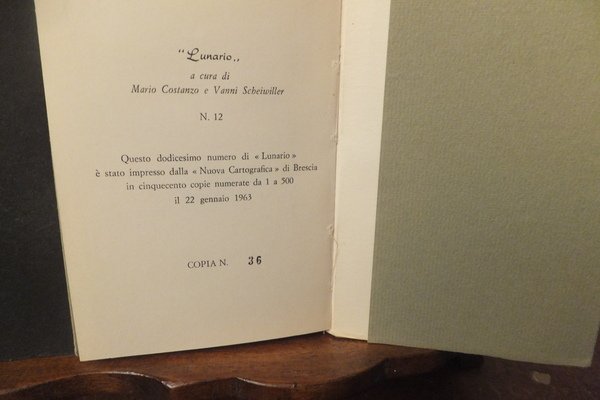 "Lunario„
a cura di
Mario Costanzo e Vanni Scheiwiller
N. 12
Questo dodicesimo numero di « Lunario »
è stato impresso dalla « Nuova Cartografica » di Brescia
in cinquecento copie numerate da 1 a 500
il 22 gennaio 1963
COPIA N. 36